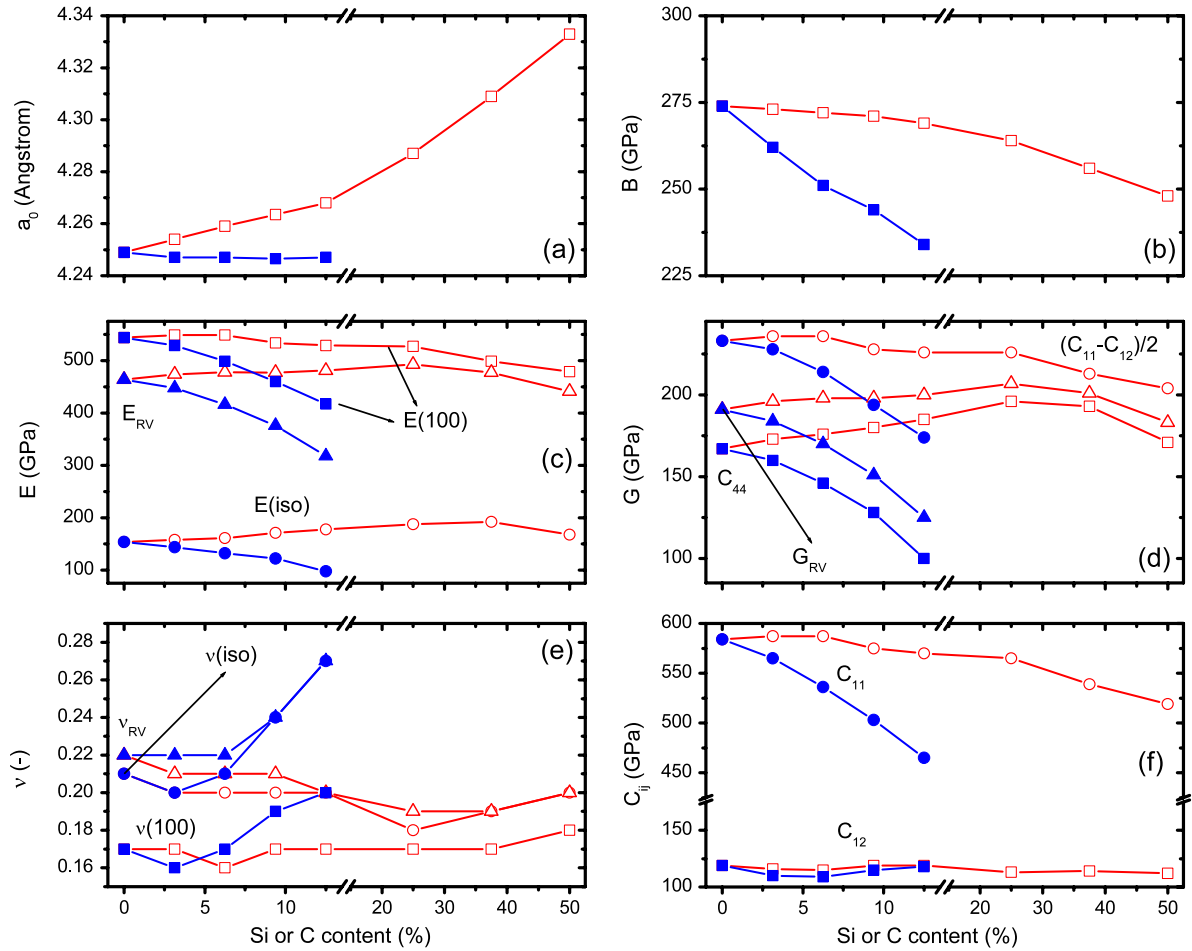 4.34
4.32
4.30
4.28
4.26
4.24
a0 (Angstrom)
(a)
300
275
250
225
B (GPa)
(b)
500
400
300
200
100
E (GPa)
ERV
E(100)
E(iso)
(c)
200
150
100
G (GPa)
(C11-C12)/2
C44
GRV
(d)
0.28
0.26
0.24
0.22
0.20
0.18
0.16
ν (-)
ν(iso)
νRV
ν(100)
(e)
0 5 10 20 30 40 50
Si or C content (%)
600
550
500
450
150
100
Cij (GPa)
C11
C12
(f)
0 5 10 20 30 40 50
Si or C content (%)